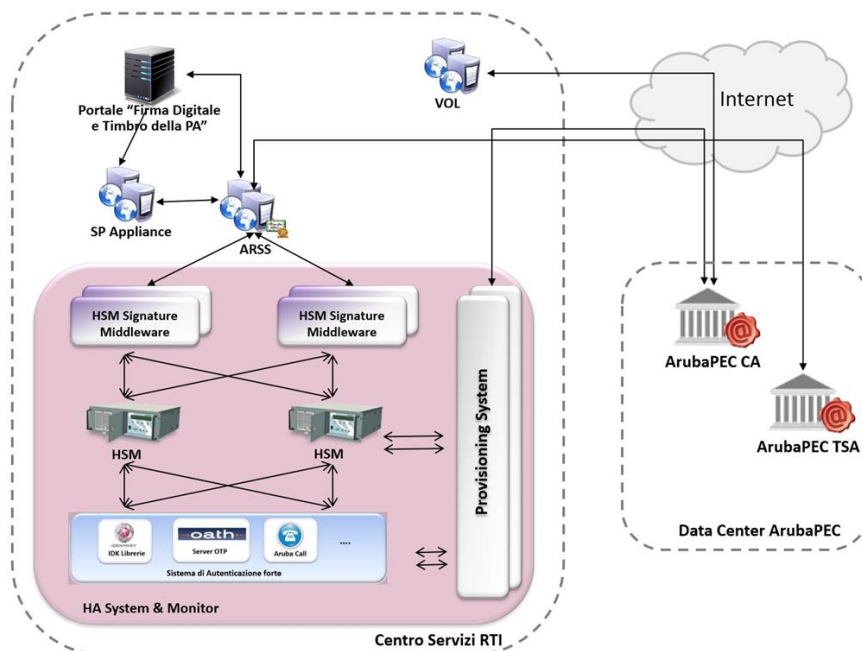 VOL
Internet
Portale “Firma Digitale
e Timbro della PA”
SP Appliance
ARSS
HSM Signature
Middleware
HSM Signature
Middleware
Provisioning System
HSM
HSM
IDENTIKEY
IDK Librerie
oath
Server OTP
Aruba Call
....
Sistema di Autenticazione forte
HA System & Monitor
Centro Servizi RTI
@
ArubaPEC CA
@
ArubaPEC TSA
Data Center ArubaPEC